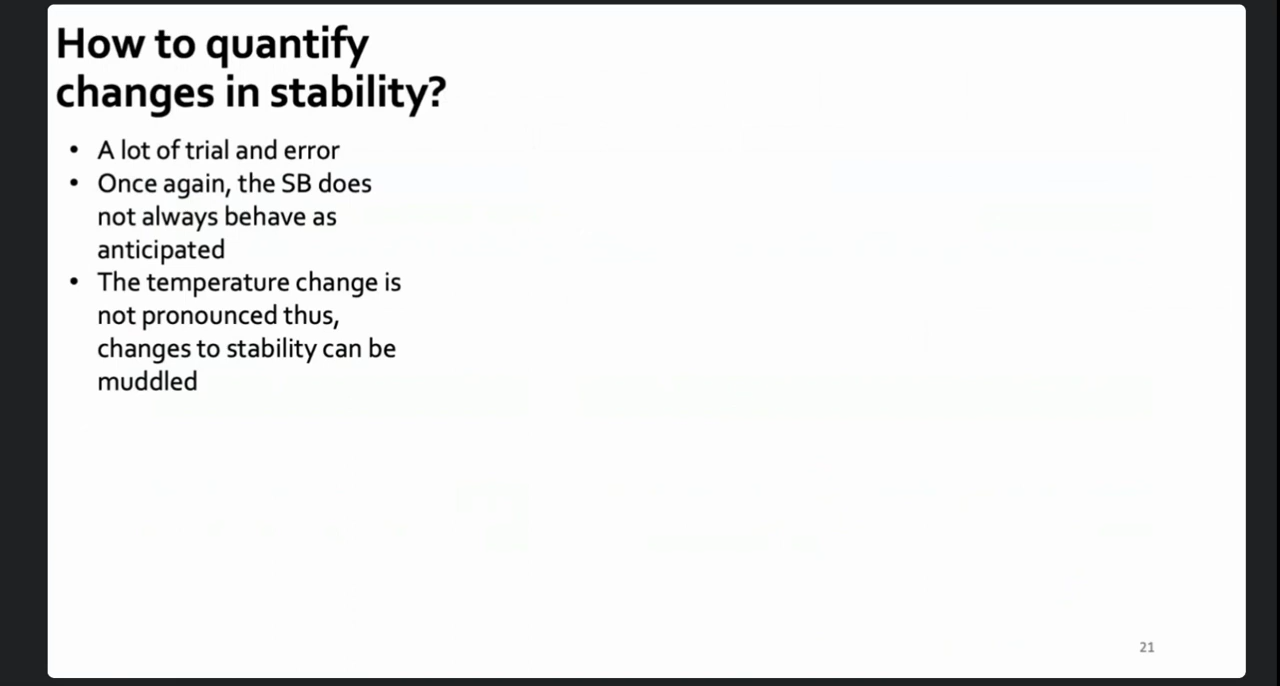 How to quantify
changes in stability?
• A lot of trial and error
• Once again, the SB does
not always behave as
anticipated
• The temperature change is
not pronounced thus,
changes to stability can be
muddled
21